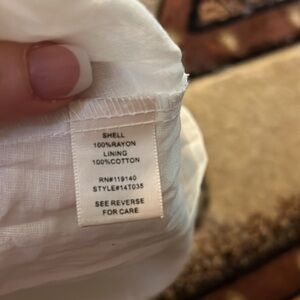 SHELL
100%RAYON
LINING
100%COTTON
RN#119140
STYLE#14T035
SEE REVERSE
FOR CARE